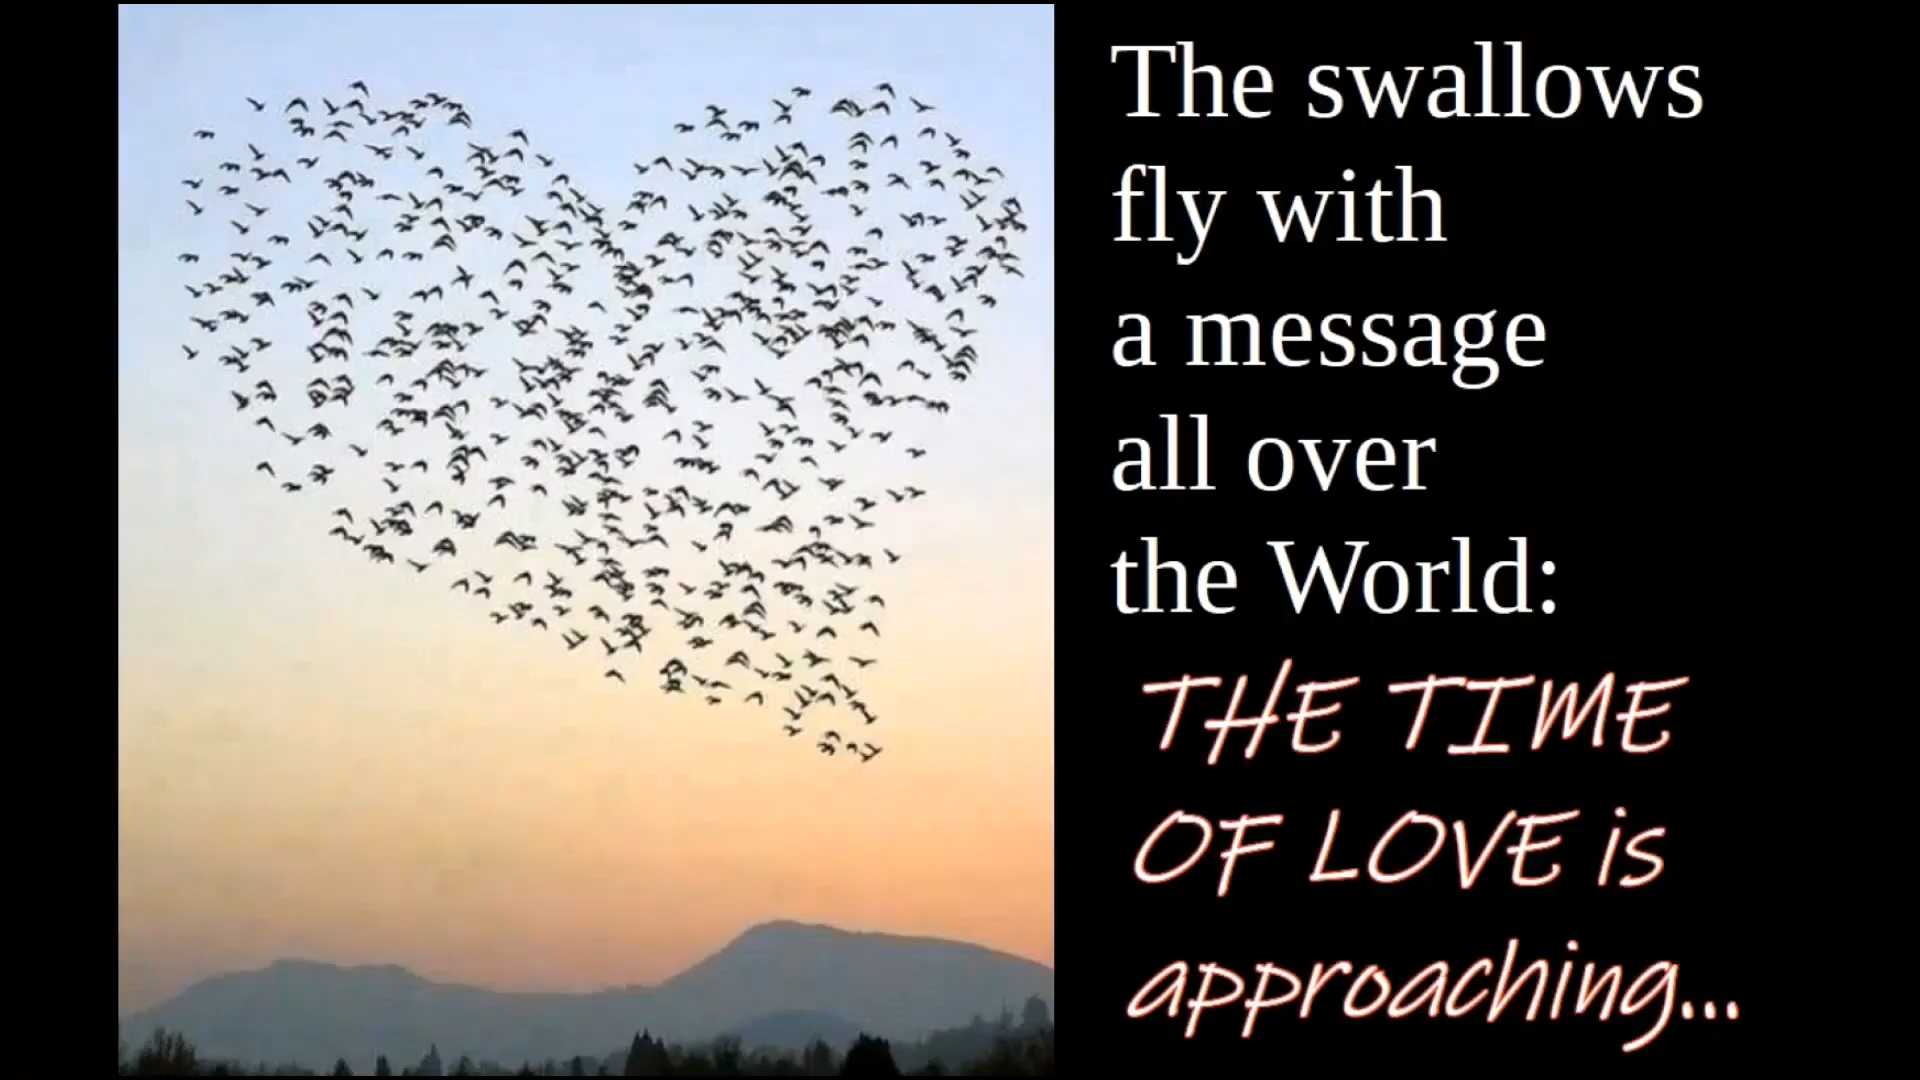 The swallows
fly with
a message
all over
the World:
THE TIME
OF LOVE is
approaching...